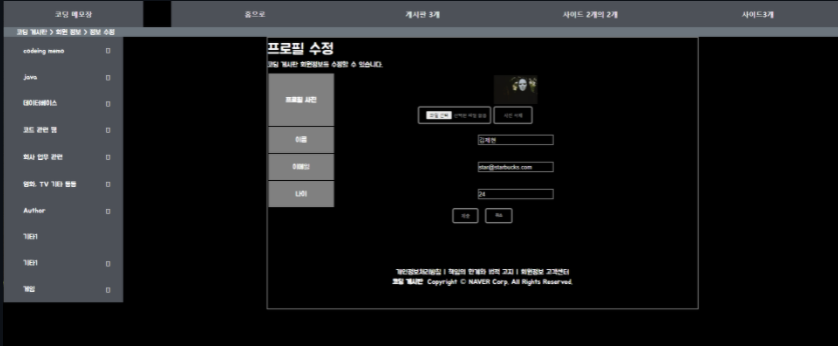 코딩 메모장 홈으로 게시판 3개 사이드 2개의 2개 사이드3개
코딩 게시판 > 회원 정보 > 정보 수정
codeing memo
java
데이터베이스
코드 관련 앱
회사 업무 관련
영화, TV 기타 등등
Author
기타1
기타1
게임
프로필 수정
코딩 게시판 회원정보를 수정할 수 있습니다.
프로필 사진
파일 선택 선택된 파일 없음 사진 삭제
이름
이메일 star@starbucks.com
나이 24
취소
개인정보처리방침 | 책임의 한계와 법적 고지 | 회원정보 고객센터
코딩 게시판 Copyright © NAVER Corp. All Rights Reserved.